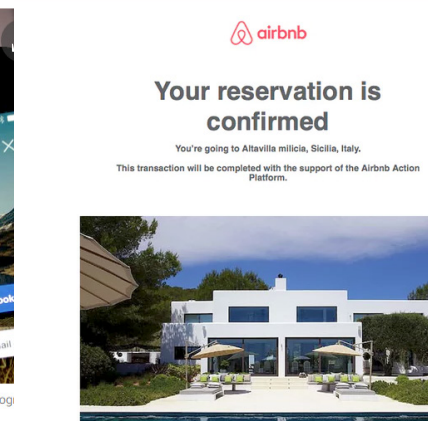 airbnb
Your reservation is
confirmed
You're going to Altavilla milicia, Sicilia, Italy.
This transaction will be completed with the support of the Airbnb Action
Platform.